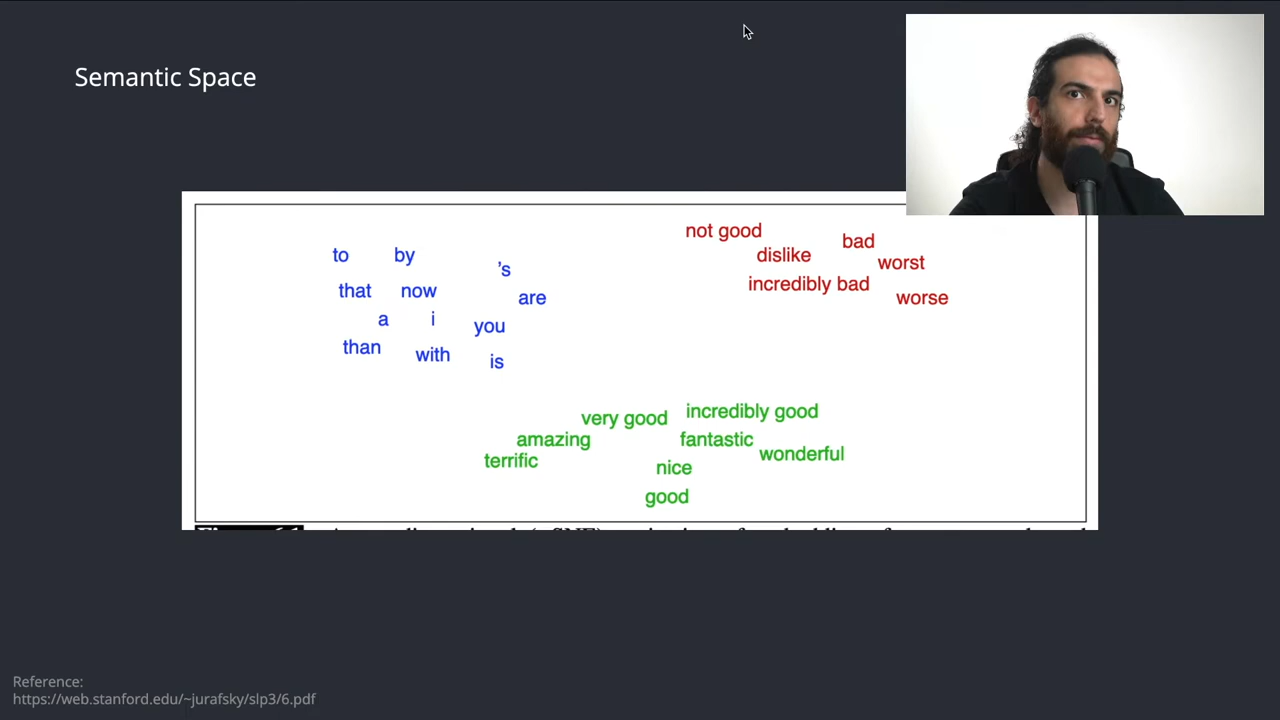 Semantic Space
not good
bad
to by
dislike
's
worst
incredibly bad
that now
are
worse
a i
you
than
with
is
very good
incredibly good
amazing
fantastic
terrific
wonderful
nice
good
Reference:
https://web.stanford.edu/~jurafsky/slp3/6.pdf